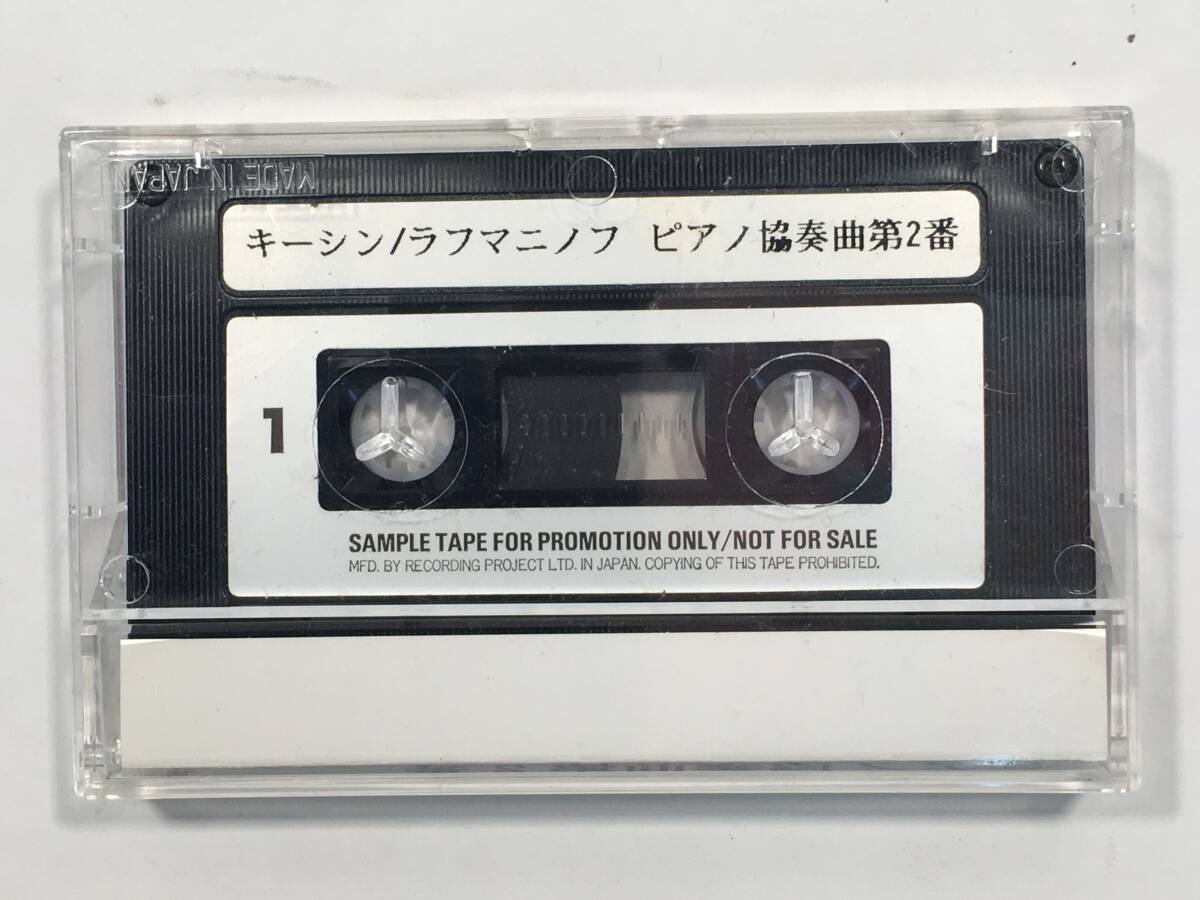 MADE IN JAPAN
キーシン/ラフマニノフ ピアノ協奏曲第2番
1
SAMPLE TAPE FOR PROMOTION ONLY/NOT FOR SALE
MFD. BY RECORDING PROJECT LTD. IN JAPAN. COPYING OF THIS TAPE PROHIBITED.